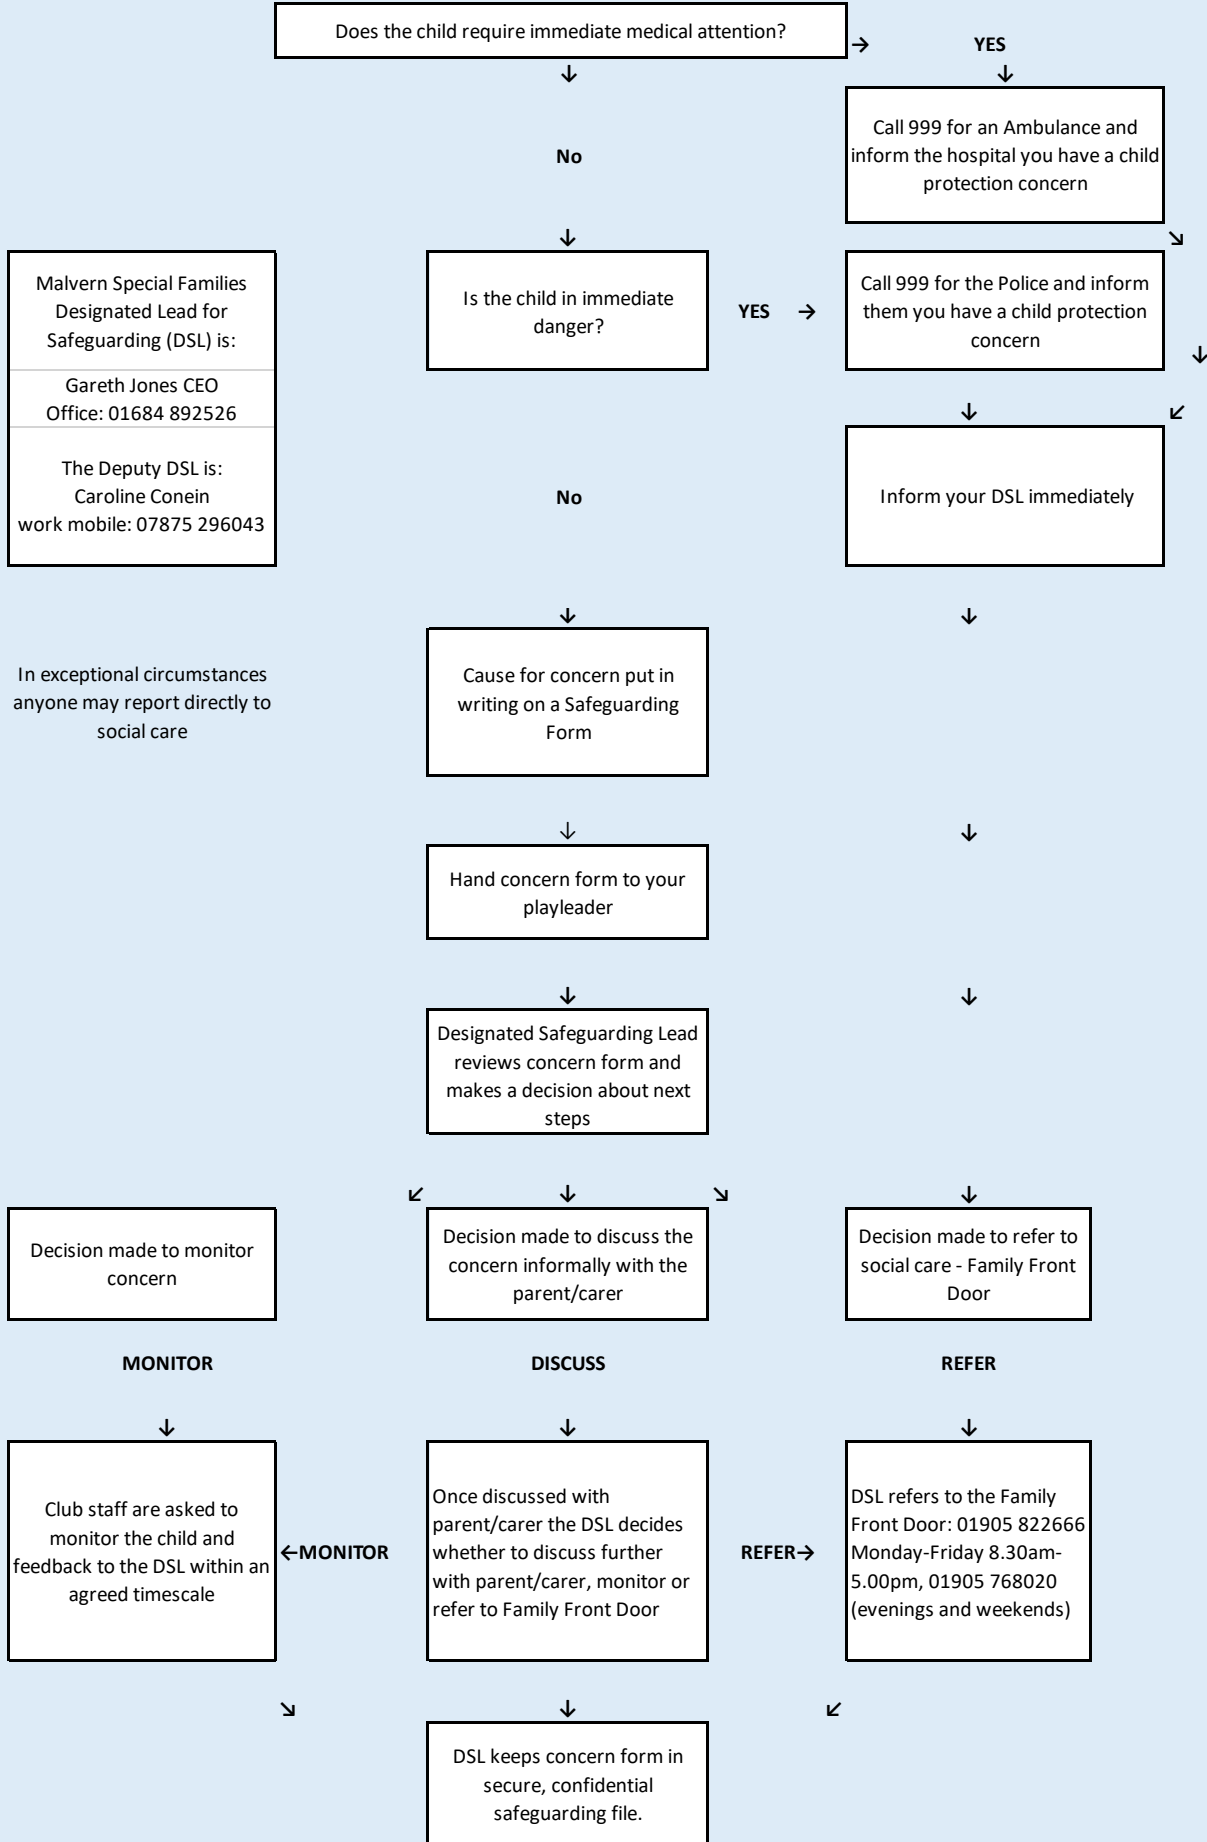 Does the child require immediate medical attention?
→ YES
↓ ↓
Call 999 for an Ambulance and
inform the hospital you have a child
protection concern
No
↓ ↘
Malvern Special Families
Designated Lead for
Safeguarding (DSL) is:
Gareth Jones CEO
Office: 01684 892526
The Deputy DSL is:
Caroline Conein
work mobile: 07875 296043
Is the child in immediate
danger?
YES →
Call 999 for the Police and inform
them you have a child protection
concern
↓
↓ ↙
No
Inform your DSL immediately
↓ ↓
In exceptional circumstances
anyone may report directly to
social care
Cause for concern put in
writing on a Safeguarding
Form
↓ ↓
Hand concern form to your
playleader
↓ ↓
Designated Safeguarding Lead
reviews concern form and
makes a decision about next
steps
↙ ↓ ↘ ↓
Decision made to monitor
concern
Decision made to discuss the
concern informally with the
parent/carer
Decision made to refer to
social care - Family Front
Door
MONITOR DISCUSS REFER
↓ ↓ ↓
Club staff are asked to
monitor the child and
feedback to the DSL within an
agreed timescale
←MONITOR
Once discussed with
parent/carer the DSL decides
whether to discuss further
with parent/carer, monitor or
refer to Family Front Door
REFER→
DSL refers to the Family
Front Door: 01905 822666
Monday-Friday 8.30am-
5.00pm, 01905 768020
(evenings and weekends)
↘ ↓ ↙
DSL keeps concern form in
secure, confidential
safeguarding file.